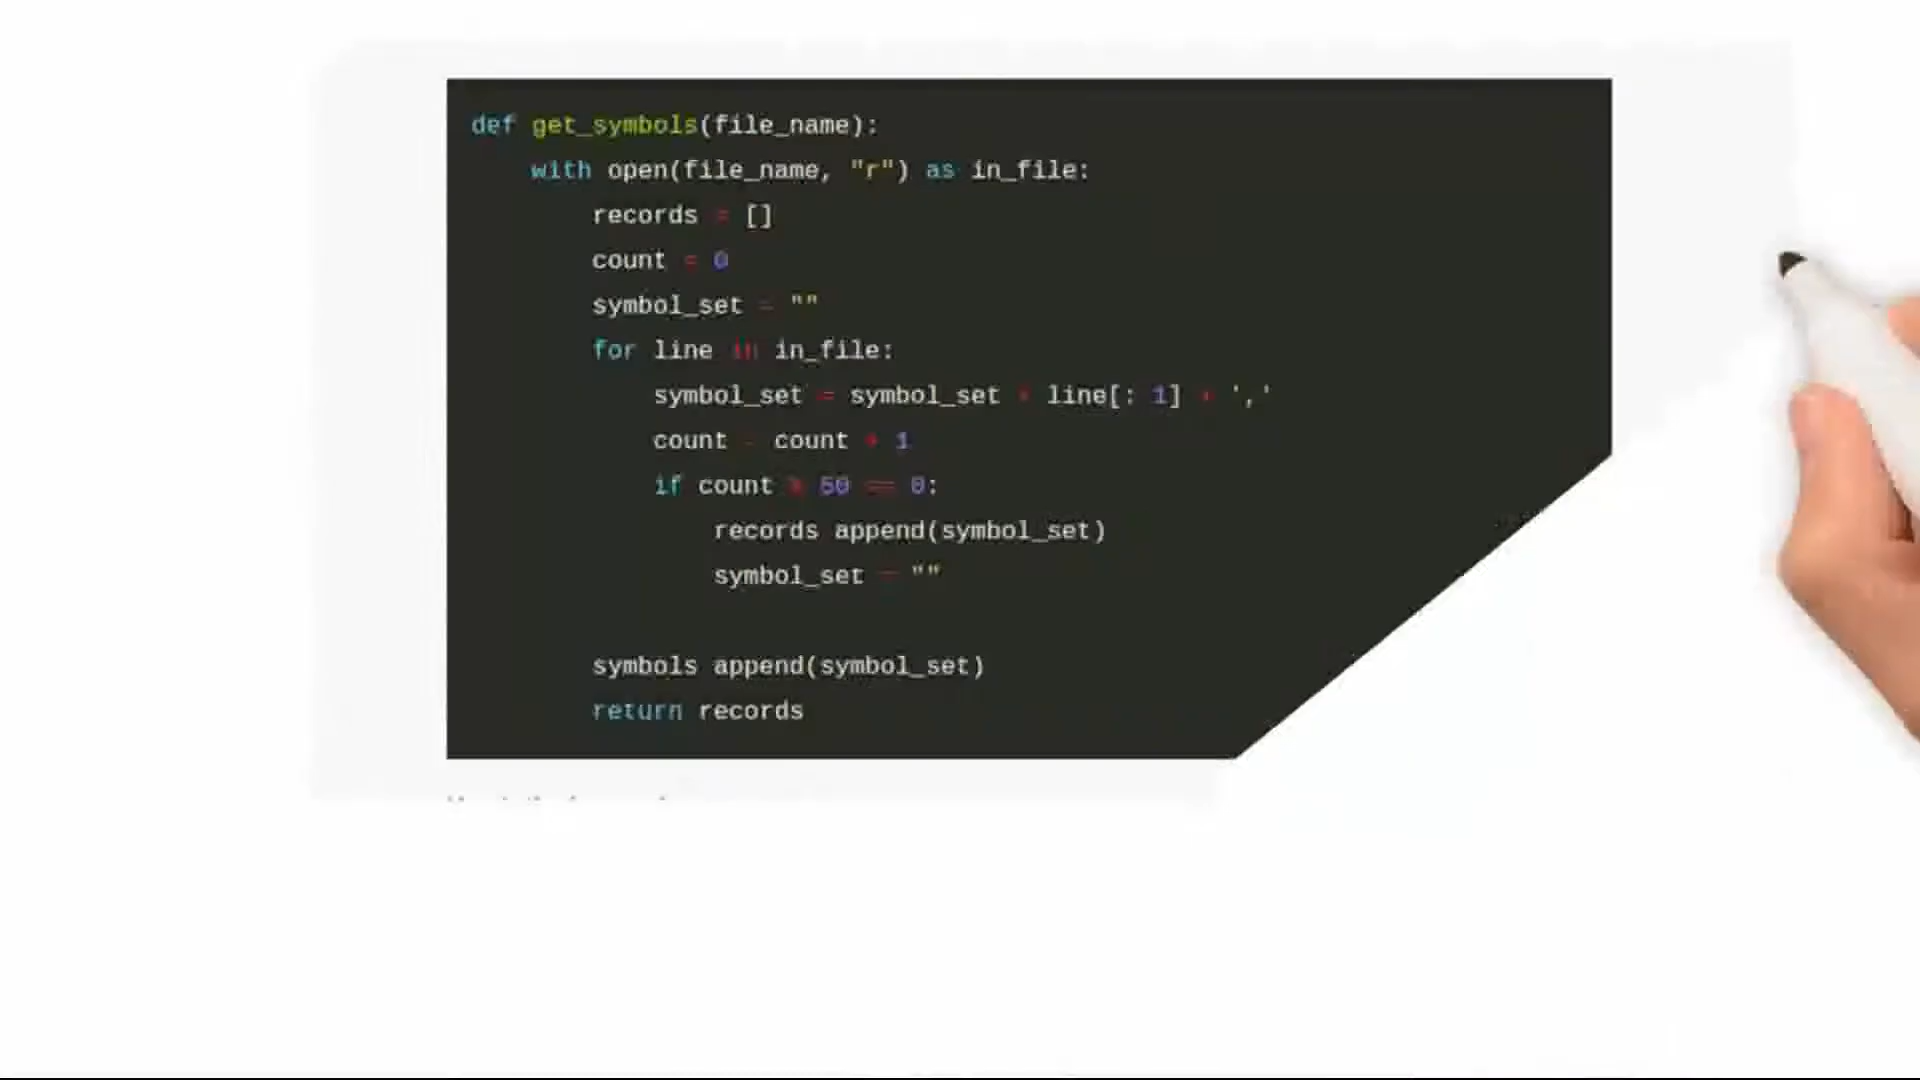 def get_symbols(file_name):
    with open(file_name, "r") as in_file:
        records = []
        count = 0
        symbol_set = ""
        for line in in_file:
            symbol_set = symbol_set + line[: 1] + ','
            count = count + 1
            if count % 50 == 0:
                records append(symbol_set)
                symbol_set = ""
        symbols append(symbol_set)
        return records